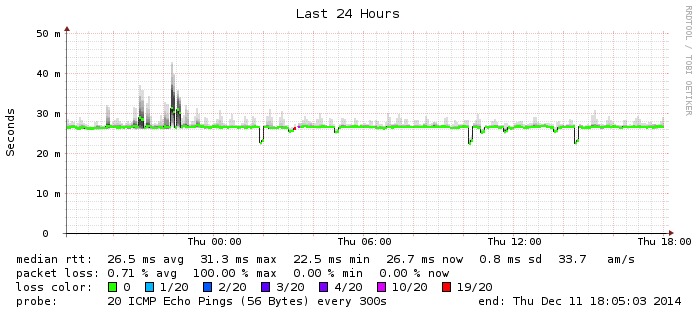 Last 24 Hours
RRDTOOL / TOBI OETIKER
Seconds
50 m
40 m
30 m
20 m
10 m
0
Thu 00:00 Thu 06:00 Thu 12:00 Thu 18:00
median rtt: 26.5 ms avg 31.3 ms max 22.5 ms min 26.7 ms now 0.8 ms sd 33.7 am/s
packet loss: 0.71 % avg 100.00 % max 0.00 % min 0.00 % now
loss color: 0 1/20 2/20 3/20 4/20 10/20 19/20
probe: 20 ICMP Echo Pings (56 Bytes) every 300s end: Thu Dec 11 18:05:03 2014